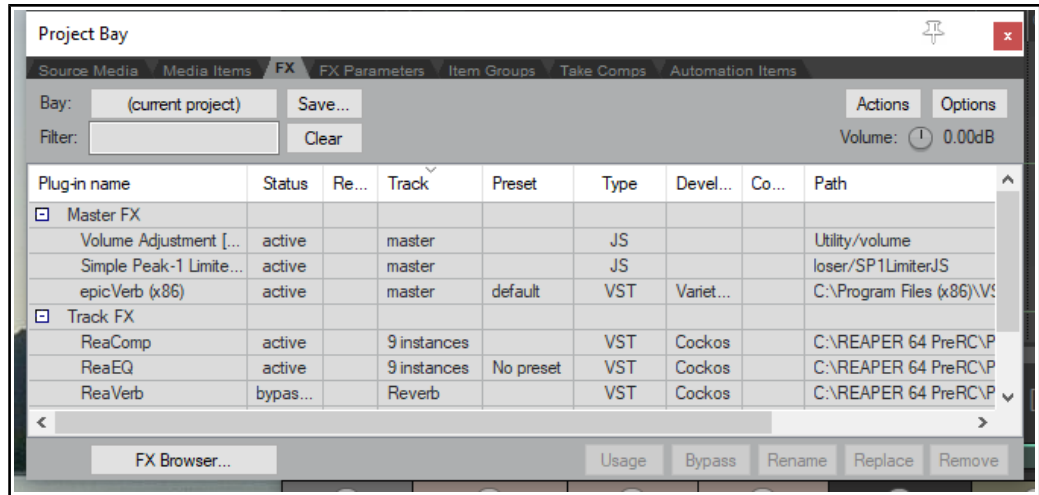 Project Bay
Source Media Media Items FX FX Parameters Item Groups Take Comps Automation Items
Bay: (current project) Save... Actions Options
Filter: Clear Volume: 0.00dB
Plug-in name Status Re... Track Preset Type Devel... Co... Path
Master FX
Volume Adjustment [... active master JS Utility/volume
Simple Peak-1 Limite... active master JS loser/SP1LimiterJS
epicVerb (x86) active master default VST Variet... C:\Program Files (x86)\VS
Track FX
ReaComp active 9 instances VST Cockos C:\REAPER 64 PreRC\P
ReaEQ active 9 instances No preset VST Cockos C:\REAPER 64 PreRC\P
ReaVerb bypas... Reverb VST Cockos C:\REAPER 64 PreRC\P
FX Browser... Usage Bypass Rename Replace Remove